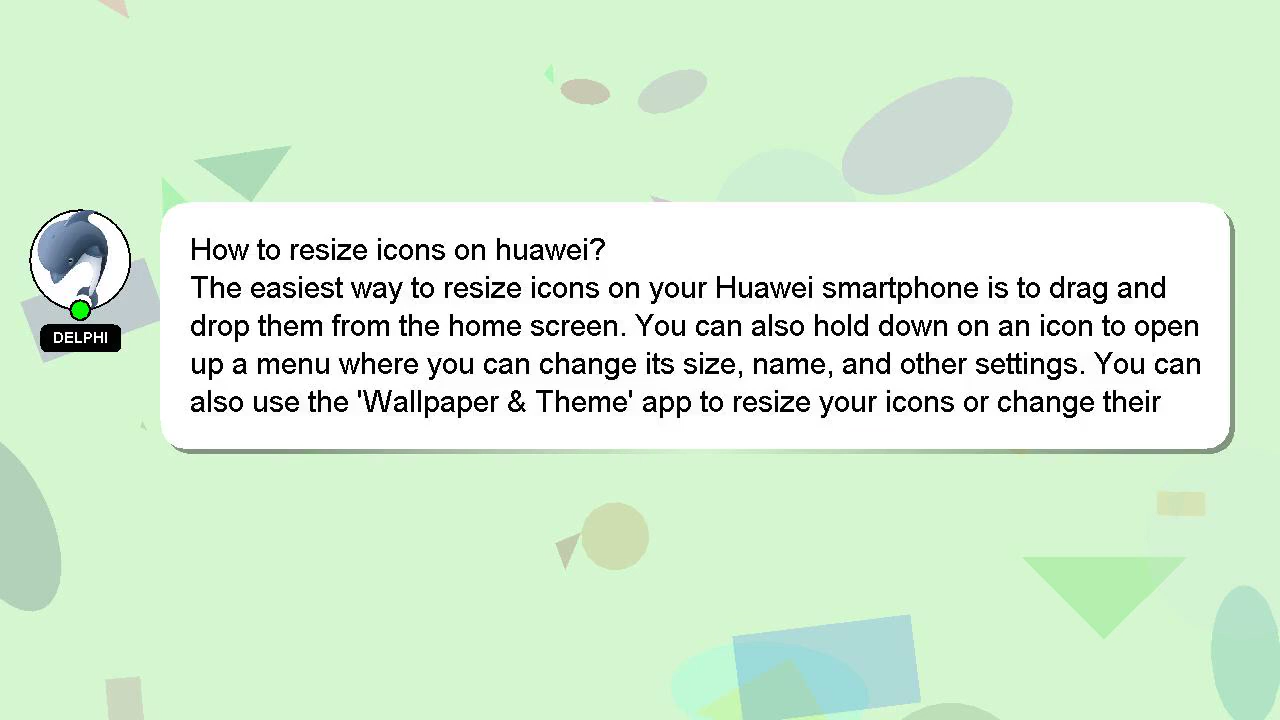 How to resize icons on huawei?
The easiest way to resize icons on your Huawei smartphone is to drag and
drop them from the home screen. You can also hold down on an icon to open
up a menu where you can change its size, name, and other settings. You can
also use the 'Wallpaper & Theme' app to resize your icons or change their
DELPHI